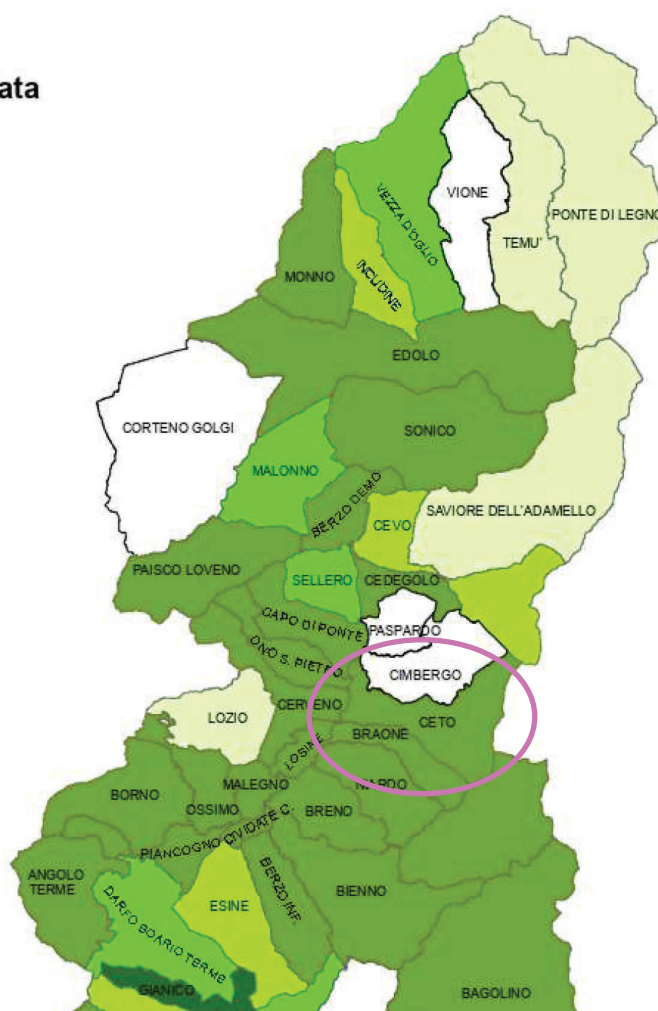 ata
VIONE
VEZZA D'OGLIO
PONTE DI LEGNO
TEMU'
INCUDINE
MONNO
EDOLO
CORTENO GOLGI
SONICO
MALONNO
BERZO DEMO
CEVO
SAVIORE DELL'ADAMELLO
PAISCO LOVENO
SELLERO
CEDEGOLO
CAPO DI PONTE
PASPARDO
ONO S. PIETRO
CIMBERGO
CERVENO
LOZIO
CETO
BRAONE
LOSINE
MALEGNO
NIARDO
BORNO
OSSIMO
BRENO
PIANCOGNO
CIVIDATE C.
ANGOLO
TERME
BERZO INF.
BIENNO
DARFO BOARIO TERME
ESINE
GIANICO
BAGOLINO